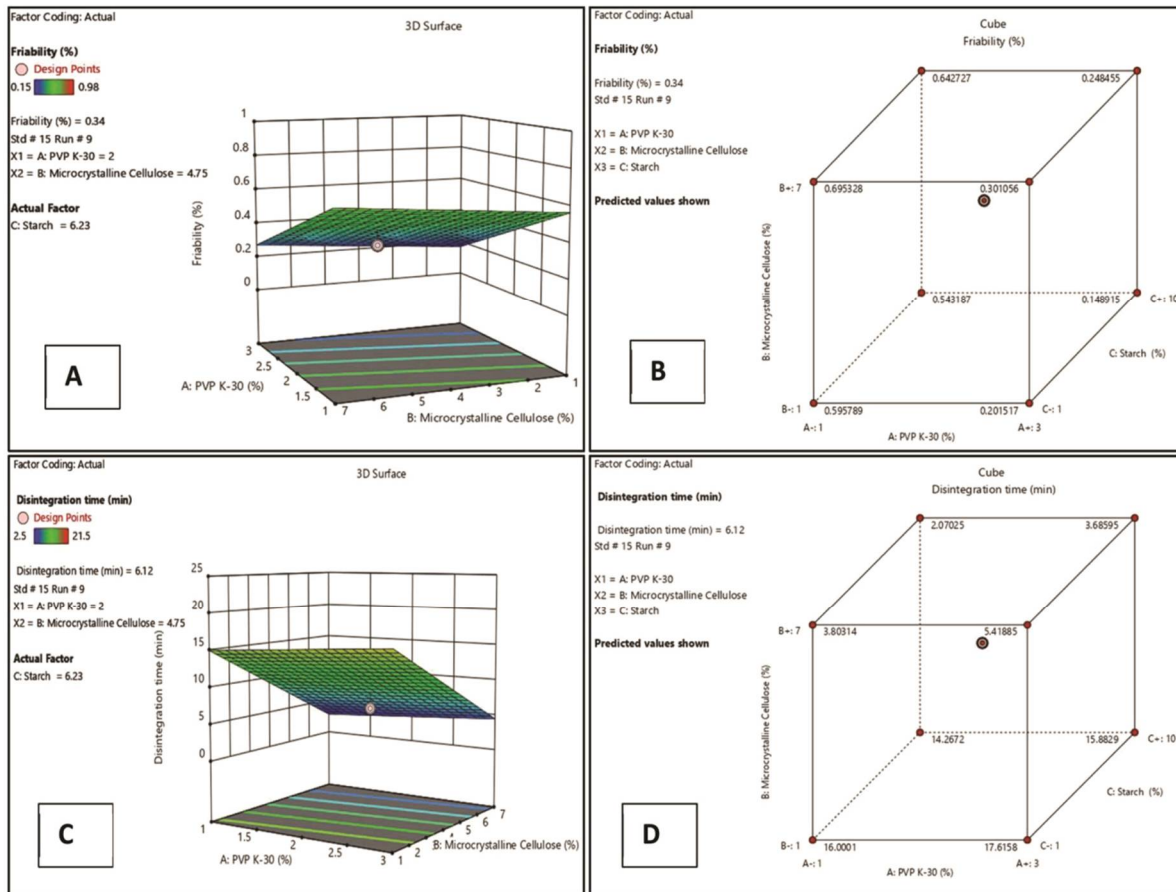 Factor Coding: Actual
3D Surface
Friability (%)
Design Points
0.15 0.98
Friability (%) = 0.34
Std # 15 Run # 9
X1 = A: PVP K-30 = 2
X2 = B: Microcrystalline Cellulose = 4.75
Actual Factor
C: Starch = 6.23
Friability (%)
1
0.8
0.6
0.4
0.2
0
3
2.5
2
1.5
1
A: PVP K-30 (%)
7 6 5 4 3 2 1
B: Microcrystalline Cellulose (%)
A
Factor Coding: Actual
Cube
Friability (%)
Friability (%)
Friability (%) = 0.34
Std # 15 Run # 9
X1 = A: PVP K-30
X2 = B: Microcrystalline Cellulose
X3 = C: Starch
Predicted values shown
0.642727 0.248455
B+: 7 0.695328 0.301056
0.543187 0.148915 C+: 10
B: Microcrystalline Cellulose (%)
C: Starch (%)
B-: 1 0.595789 0.201517 C-: 1
A-: 1 A+: 3
A: PVP K-30 (%)
B
Factor Coding: Actual
3D Surface
Disintegration time (min)
Design Points
2.5 21.5
Disintegration time (min) = 6.12
Std # 15 Run # 9
X1 = A: PVP K-30 = 2
X2 = B: Microcrystalline Cellulose = 4.75
Actual Factor
C: Starch = 6.23
Disintegration time (min)
25
20
15
10
5
0
1 1.5 2 2.5 3
A: PVP K-30 (%)
1 2 3 4 5 6 7
B: Microcrystalline Cellulose (%)
C
Factor Coding: Actual
Cube
Disintegration time (min)
Disintegration time (min)
Disintegration time (min) = 6.12
Std # 15 Run # 9
X1 = A: PVP K-30
X2 = B: Microcrystalline Cellulose
X3 = C: Starch
Predicted values shown
2.07025 3.68595
B+: 7 3.80314 5.41885
14.2672 15.8829 C+: 10
B: Microcrystalline Cellulose (%)
C: Starch (%)
B-: 1 16.0001 17.6158 C-: 1
A-: 1 A+: 3
A: PVP K-30 (%)
D